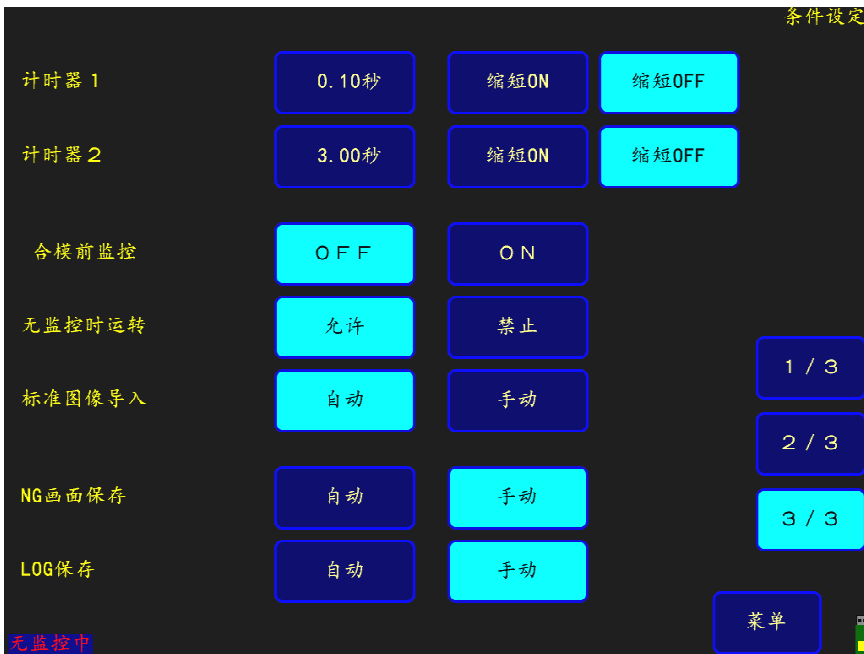 条件设定
计时器1 0.10秒 缩短ON 缩短OFF
计时器2 3.00秒 缩短ON 缩短OFF
合模前监控 OFF ON
无监控时运转 允许 禁止
1/3
标准图像导入 自动 手动
2/3
NG画面保存 自动 手动
3/3
LOG保存 自动 手动
菜单
无监控中